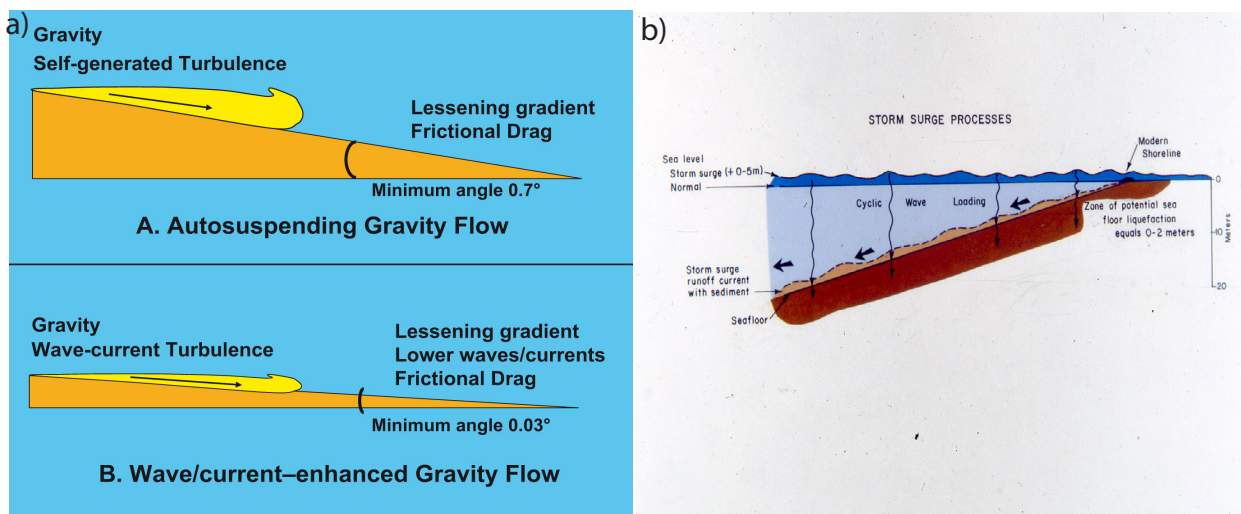 a)
Gravity
Self-generated Turbulence
Lessening gradient
Frictional Drag
Minimum angle 0.7°
A. Autosuspending Gravity Flow
Gravity
Wave-current Turbulence
Lessening gradient
Lower waves/currents
Frictional Drag
Minimum angle 0.03°
B. Wave/current–enhanced Gravity Flow
b)
STORM SURGE PROCESSES
Modern
Shoreline
Sea level
Storm surge (+0-5m)
Normal
0
Cyclic Wave Loading
Zone of potential sea
floor liquefaction
equals 0-2 meters
10
Meters
20
Storm surge
runoff current
with sediment
Seafloor